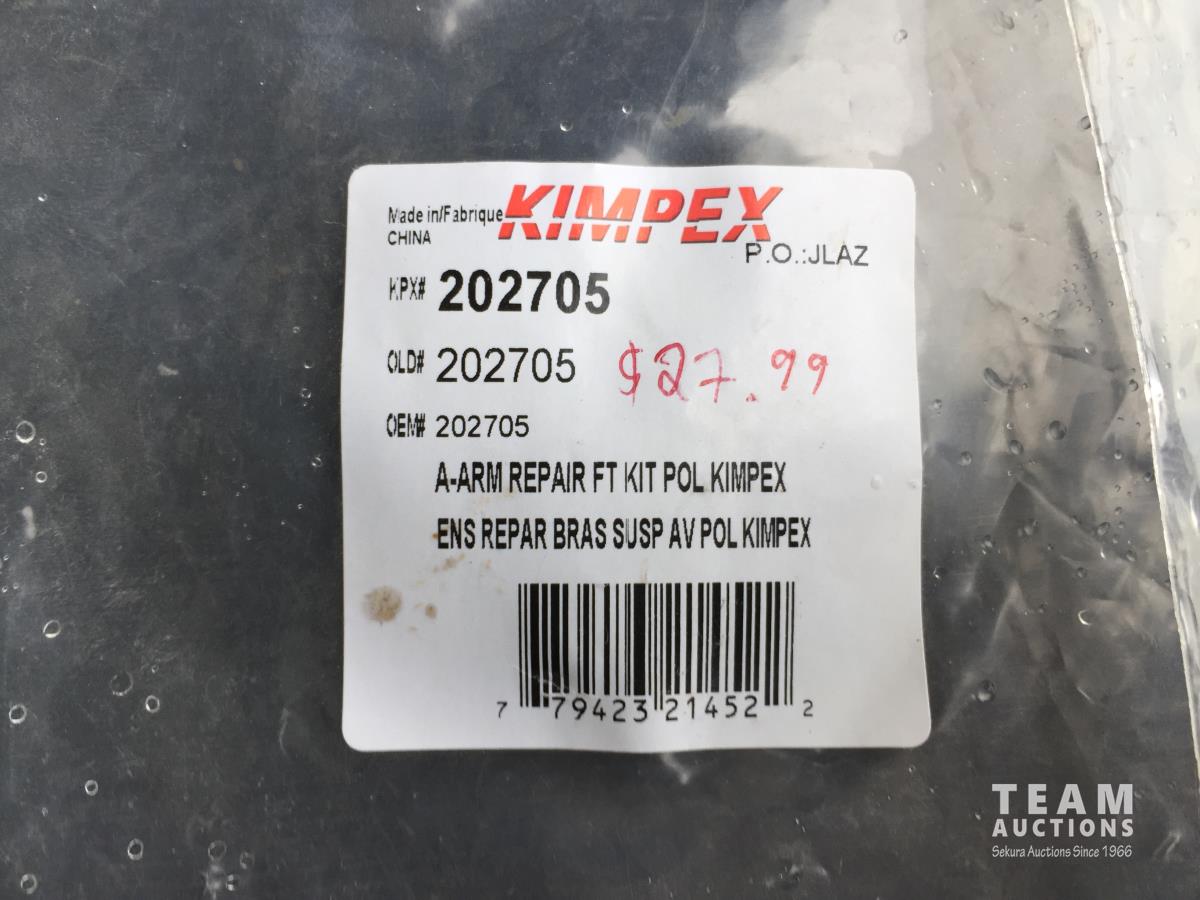 Made in/Fabrique KIMPEX
CHINA
P.O.:JLAZ
KPX# 202705
OLD# 202705 $27.99
OEM# 202705
A-ARM REPAIR FT KIT POL KIMPEX
ENS REPAR BRAS SUSP AV POL KIMPEX
7 79423 21452 2
TEAM
AUCTIONS
Sekura Auctions Since 1966